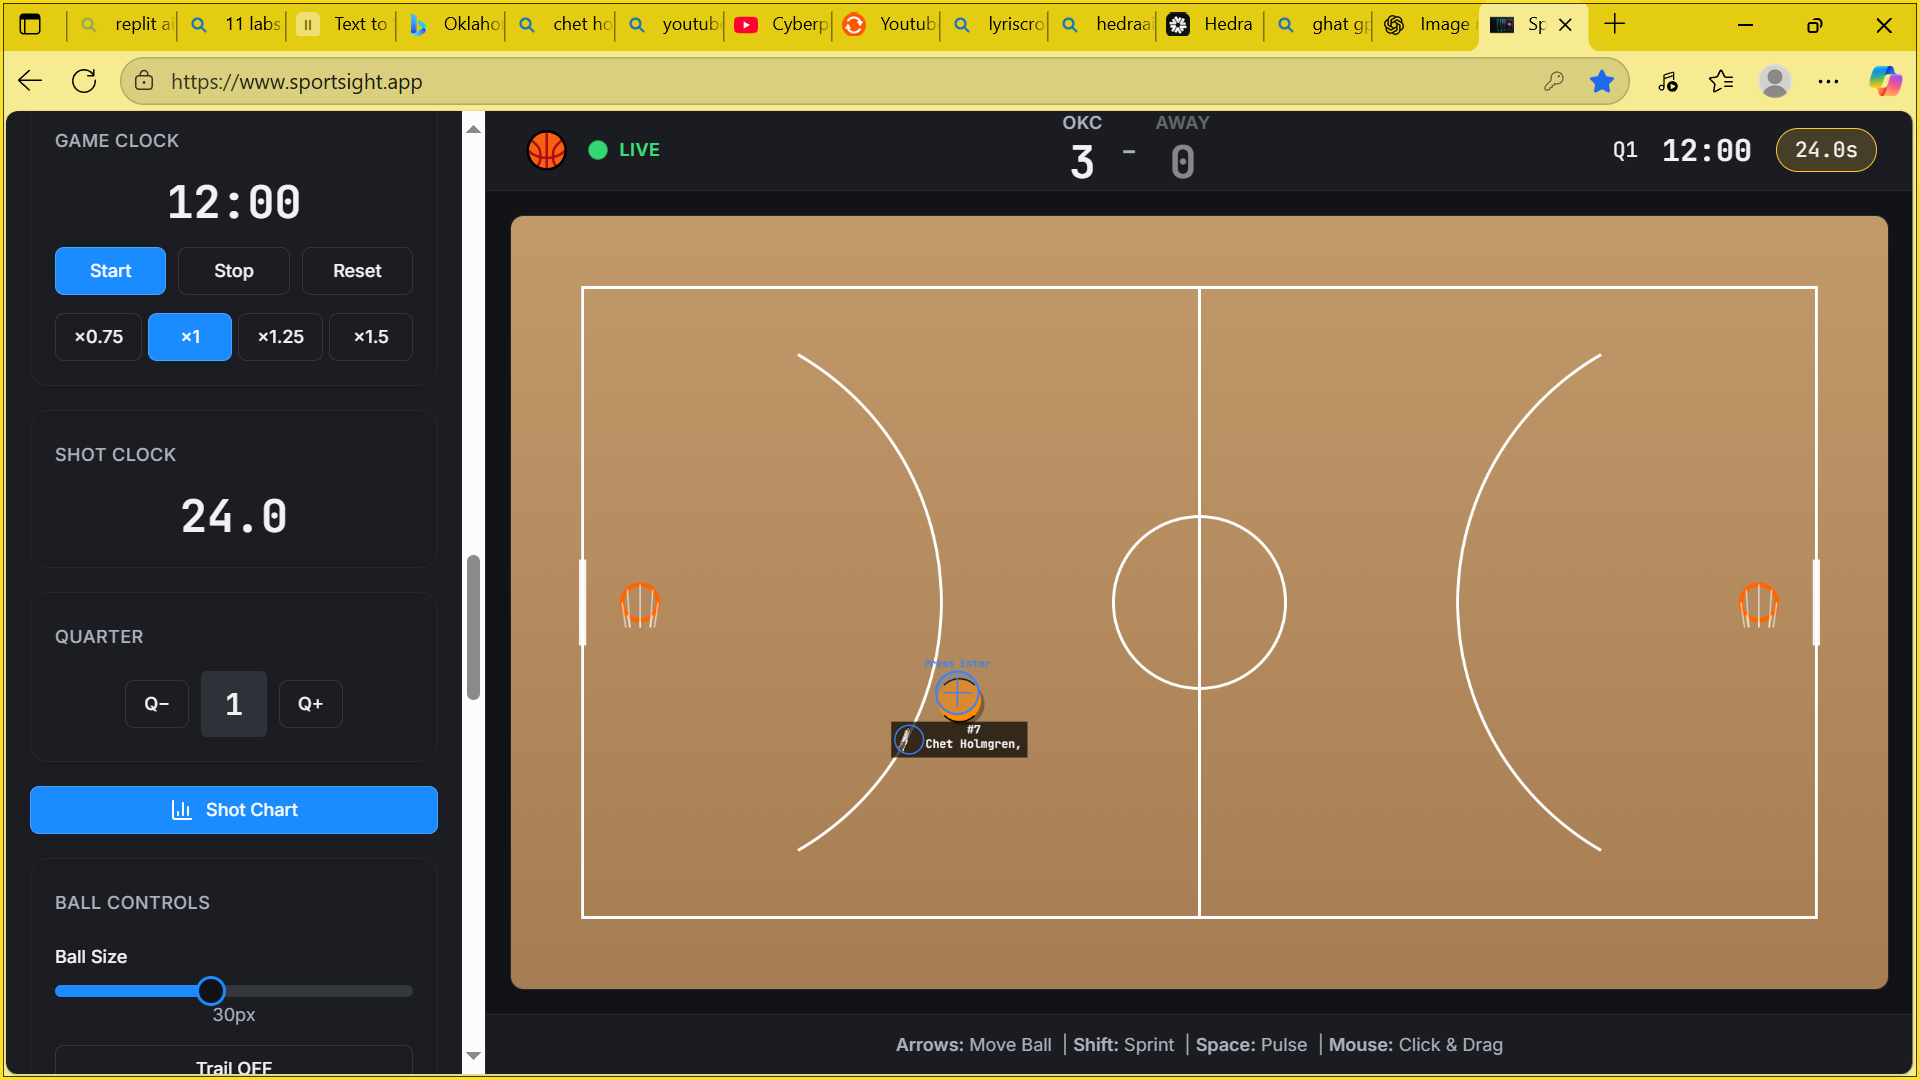 replit ai
11 labs
Text to
Oklaho
chet ho
youtub
Cyberp
Youtub
lyriscro
hedraai
Hedra
ghat gp
Image
Sp
https://www.sportsight.app
GAME CLOCK
12:00
Start Stop Reset
×0.75 ×1 ×1.25 ×1.5
SHOT CLOCK
24.0
QUARTER
Q− 1 Q+
Shot Chart
BALL CONTROLS
Ball Size
30px
Trail OFF
LIVE
OKC AWAY
3 - 0
Q1 12:00 24.0s
Press Enter
#7
Chet Holmgren,
Arrows: Move Ball | Shift: Sprint | Space: Pulse | Mouse: Click & Drag